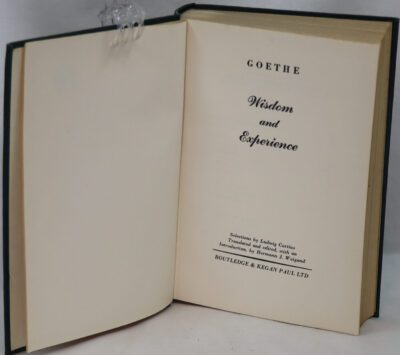 GOETHE
Wisdom
and
Experience
Selections by Ludwig Curtius
Translated and edited, with an
Introduction, by Hermann J. Weigand
ROUTLEDGE & KEGAN PAUL LTD